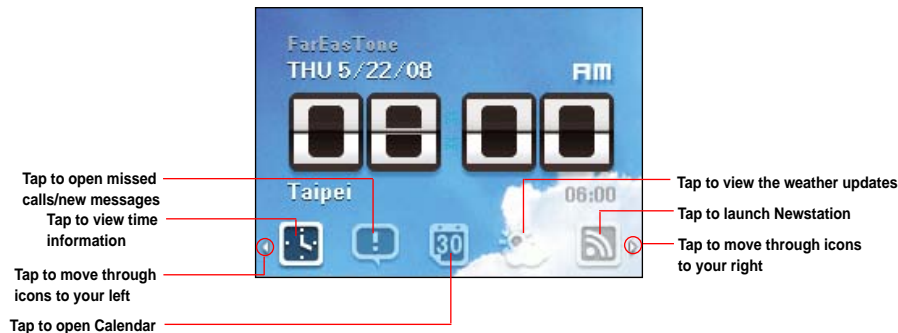 FarEasTone
THU 5/22/08
AM
08:00
Taipei
06:00
30
Tap to open missed
calls/new messages
Tap to view time
information
Tap to move through
icons to your left
Tap to open Calendar
Tap to view the weather updates
Tap to launch Newstation
Tap to move through icons
to your right